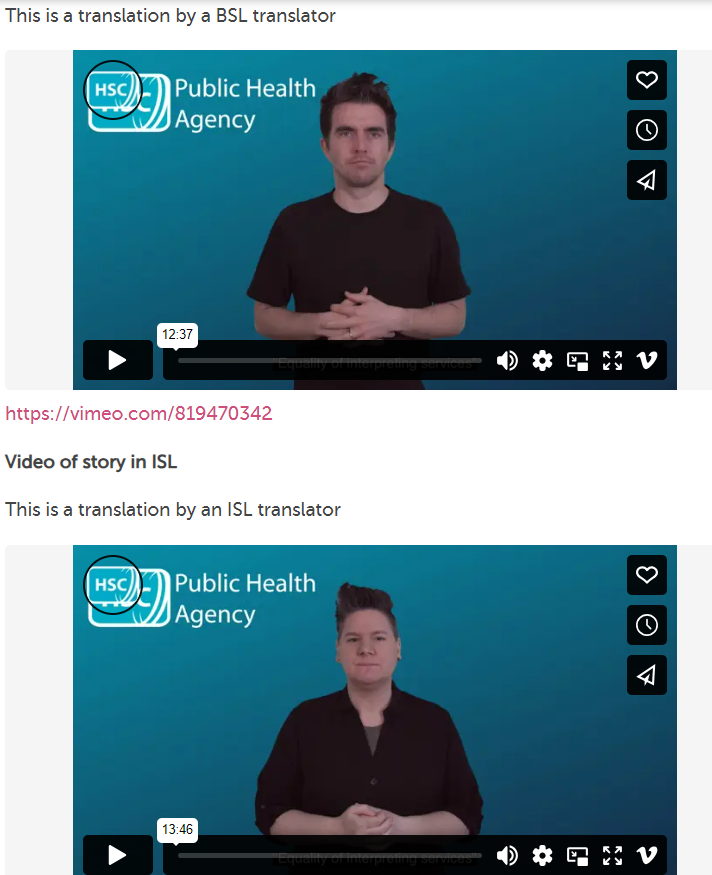 This is a translation by a BSL translator
HSC
Public Health
Agency
12:37
Equality of interpreting services
https://vimeo.com/819470342
Video of story in ISL
This is a translation by an ISL translator
HSC
Public Health
Agency
13:46
Equality of interpreting services